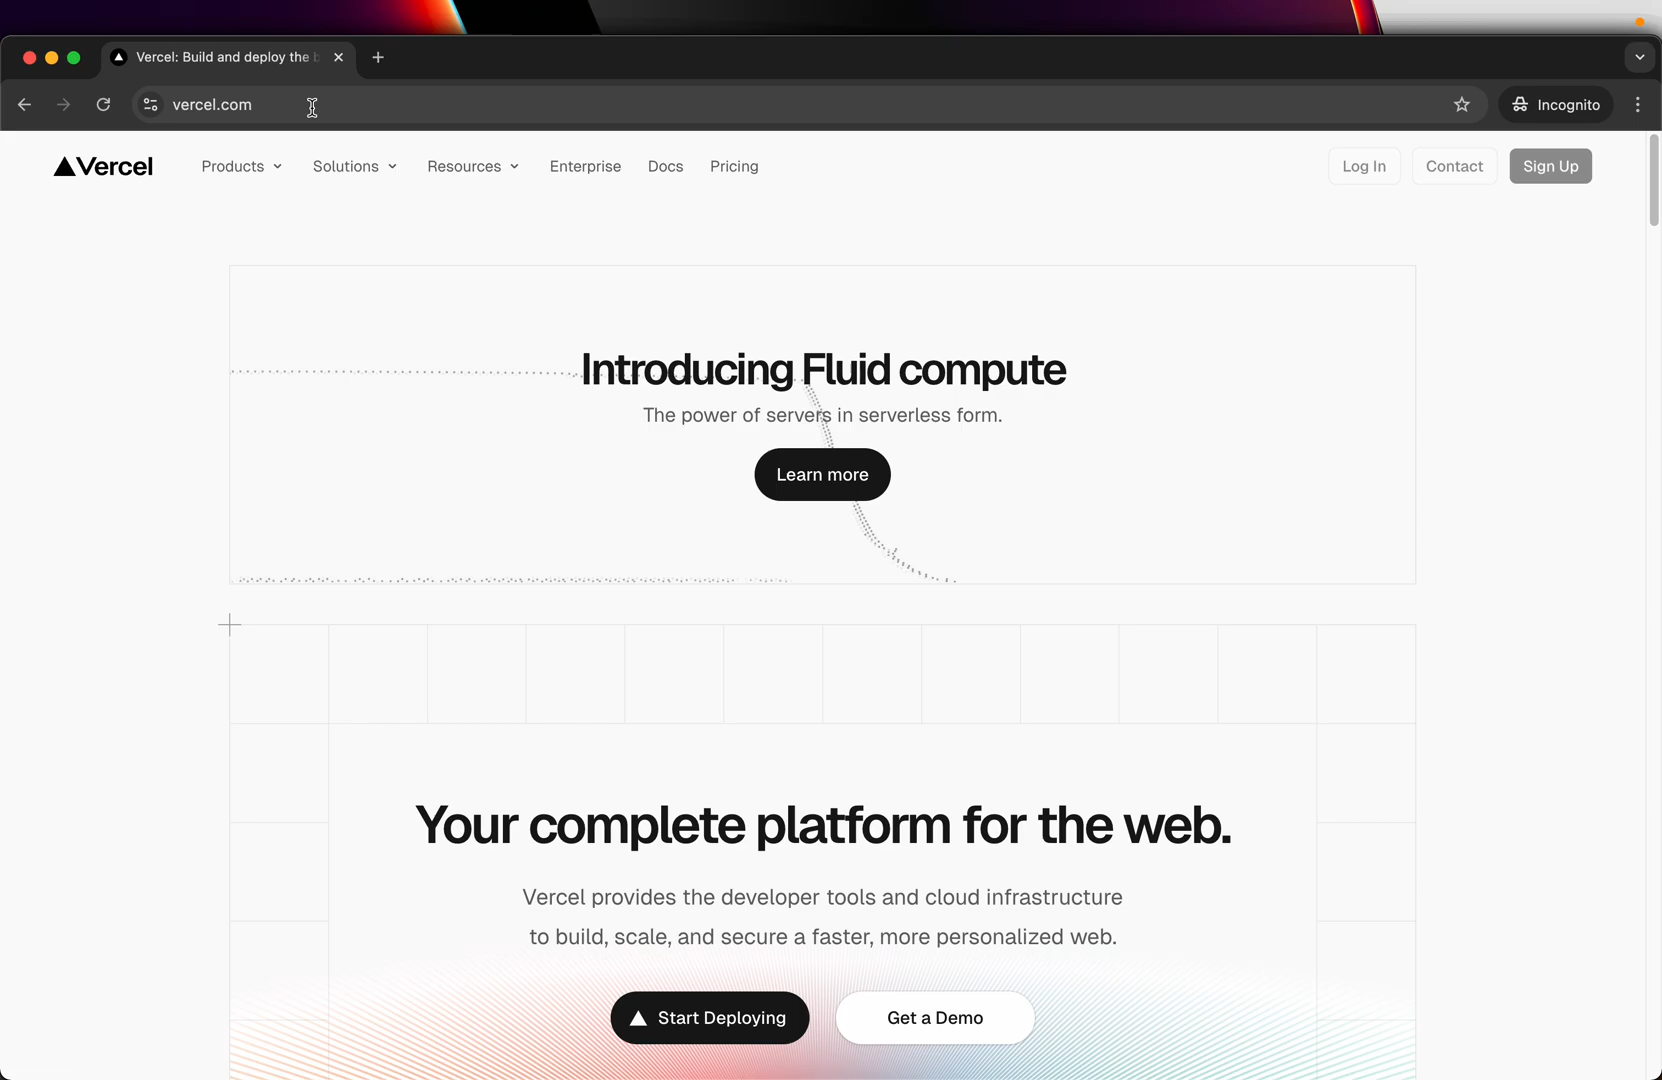 Vercel: Build and deploy the b
vercel.com
Incognito
Vercel
Products
Solutions
Resources
Enterprise
Docs
Pricing
Log In
Contact
Sign Up
Introducing Fluid compute
The power of servers in serverless form.
Learn more
Your complete platform for the web.
Vercel provides the developer tools and cloud infrastructure
to build, scale, and secure a faster, more personalized web.
Start Deploying
Get a Demo